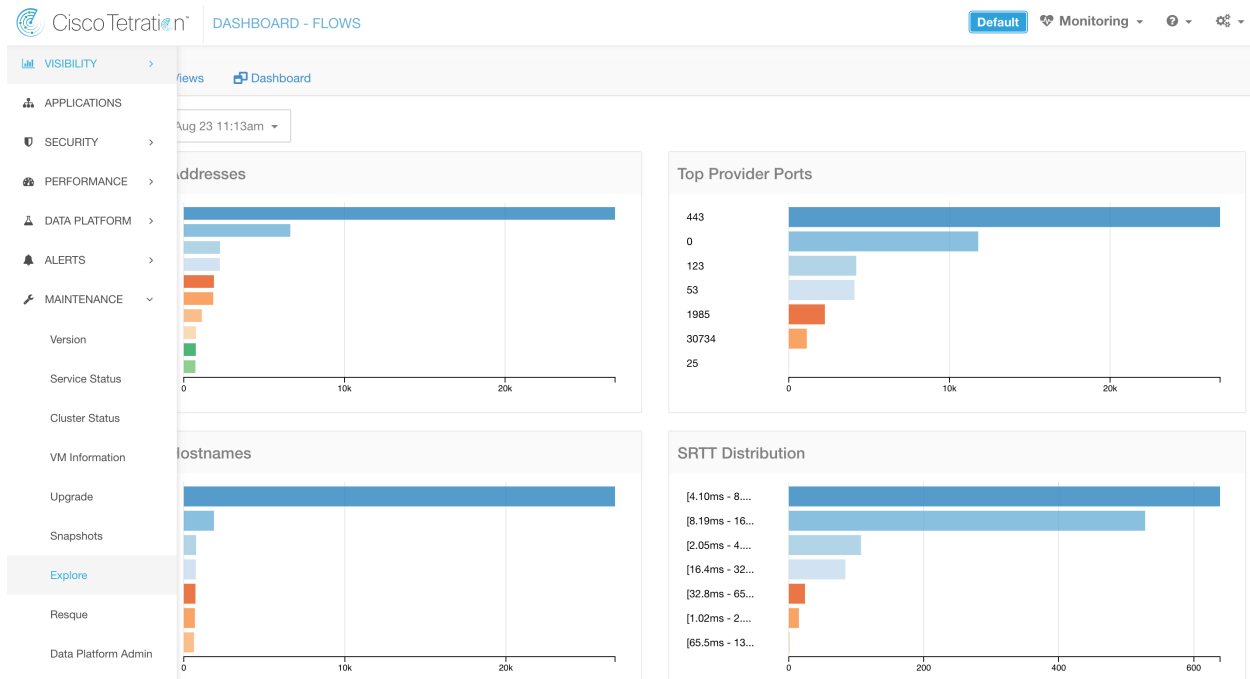 Cisco Tetration™
DASHBOARD - FLOWS
Default
Monitoring
VISIBILITY
APPLICATIONS
SECURITY
PERFORMANCE
DATA PLATFORM
ALERTS
MAINTENANCE
Version
Service Status
Cluster Status
VM Information
Upgrade
Snapshots
Explore
Resque
Data Platform Admin
Views
Dashboard
Aug 23 11:13am
Addresses
0 10k 20k
Top Provider Ports
443
0
123
53
1985
30734
25
0 10k 20k
Hostnames
0 10k 20k
SRTT Distribution
[4.10ms - 8....
[8.19ms - 16...
[2.05ms - 4....
[16.4ms - 32...
[32.8ms - 65...
[1.02ms - 2....
[65.5ms - 13...
0 200 400 600